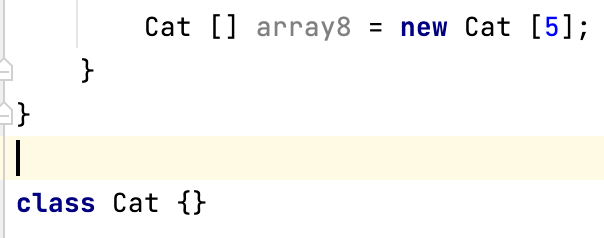 Cat [] array8 = new Cat [5];
}
}
class Cat {}